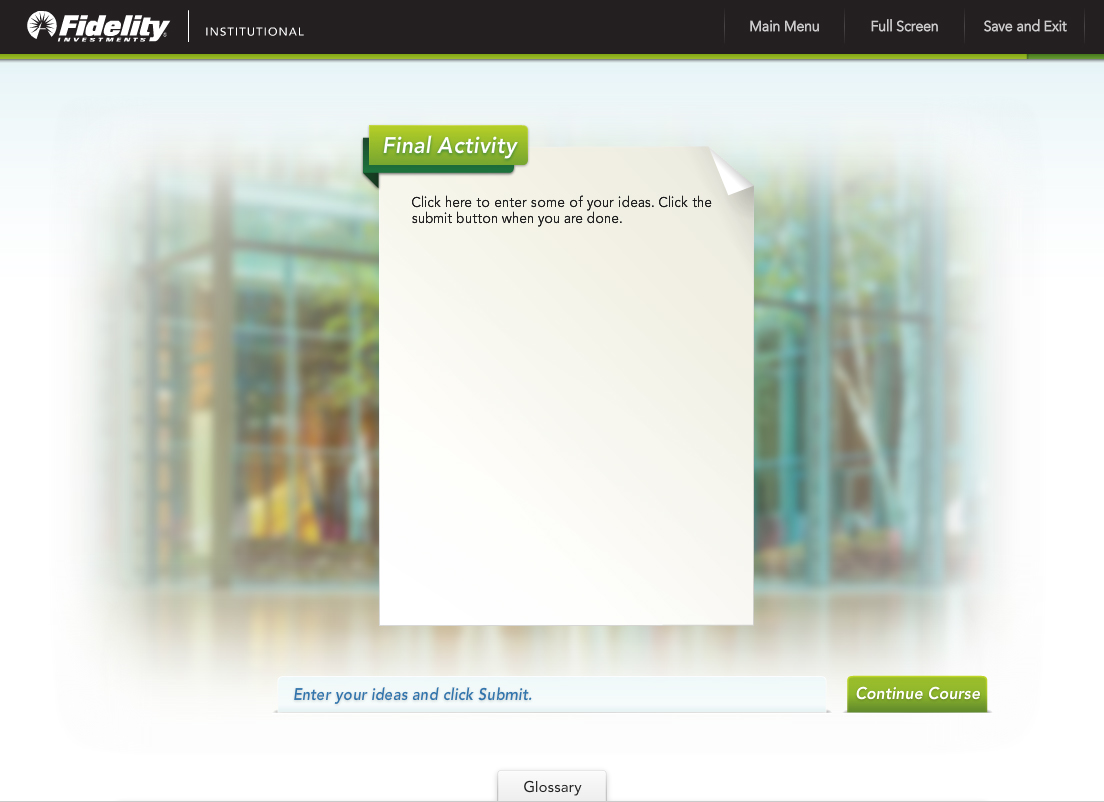 Fidelity
INVESTMENTS
INSTITUTIONAL
Main Menu
Full Screen
Save and Exit
Final Activity
Click here to enter some of your ideas. Click the
submit button when you are done.
Enter your ideas and click Submit.
Continue Course
Glossary